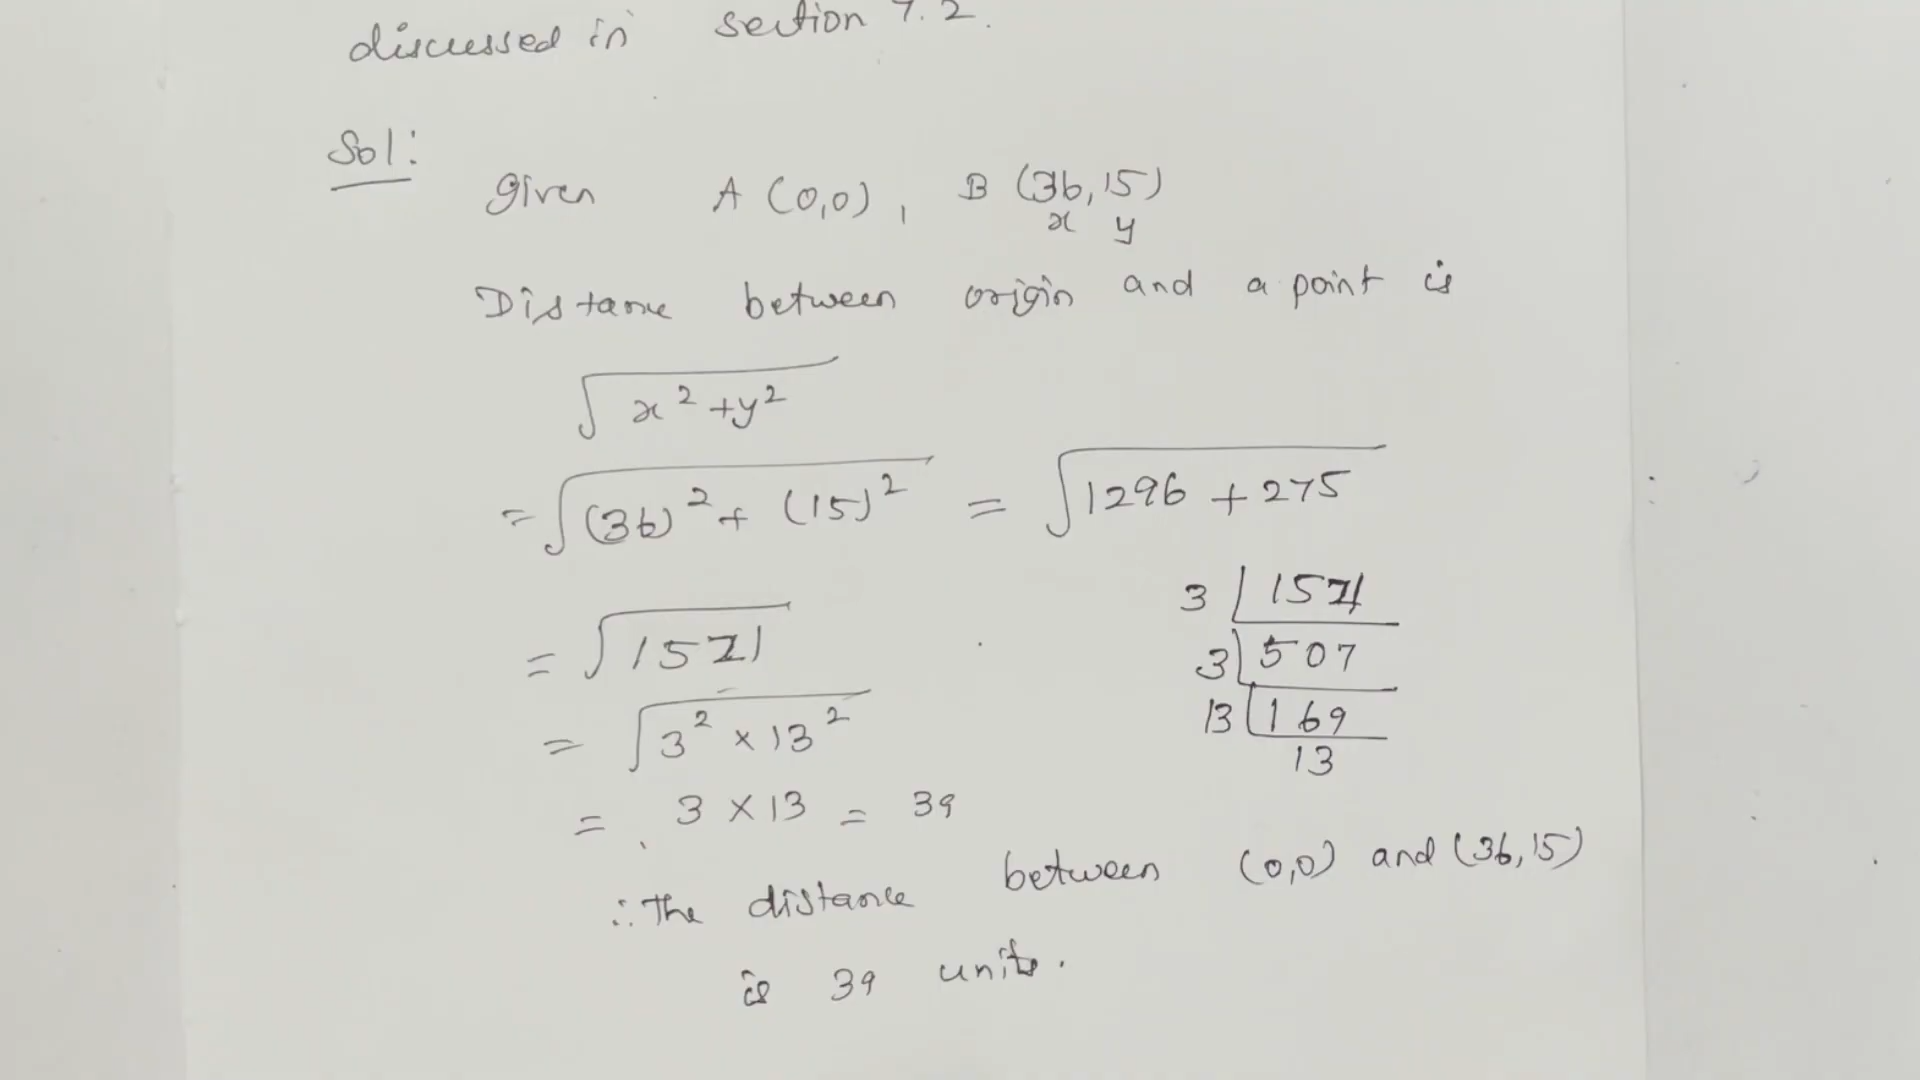 discussed in section 7.2.
Sol:
Given A (0,0), B (36,15)
x y
Distance between origin and a point is
√x²+y²
= √(36)²+ (15)² = √1296 + 275
= √1521
3 | 1521
3 | 507
13 | 169
13
= √3² × 13²
= 3 × 13 = 39
∴ The distance between (0,0) and (36,15)
is 39 units.